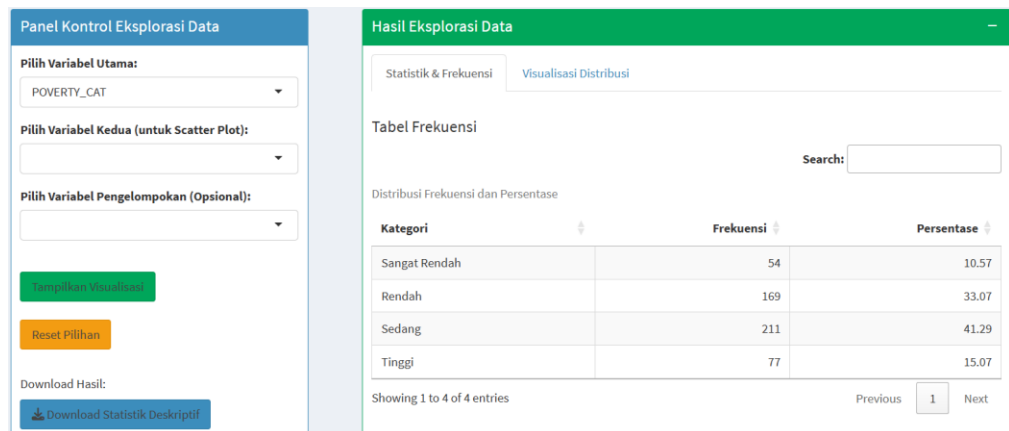 Panel Kontrol Eksplorasi Data
Pilih Variabel Utama:
POVERTY_CAT
Pilih Variabel Kedua (untuk Scatter Plot):
Pilih Variabel Pengelompokan (Opsional):
Tampilkan Visualisasi
Reset Pilihan
Download Hasil:
Download Statistik Deskriptif
Hasil Eksplorasi Data
Statistik & Frekuensi Visualisasi Distribusi
Tabel Frekuensi
Search:
Distribusi Frekuensi dan Persentase
Kategori Frekuensi Persentase
Sangat Rendah 54 10.57
Rendah 169 33.07
Sedang 211 41.29
Tinggi 77 15.07
Showing 1 to 4 of 4 entries Previous 1 Next